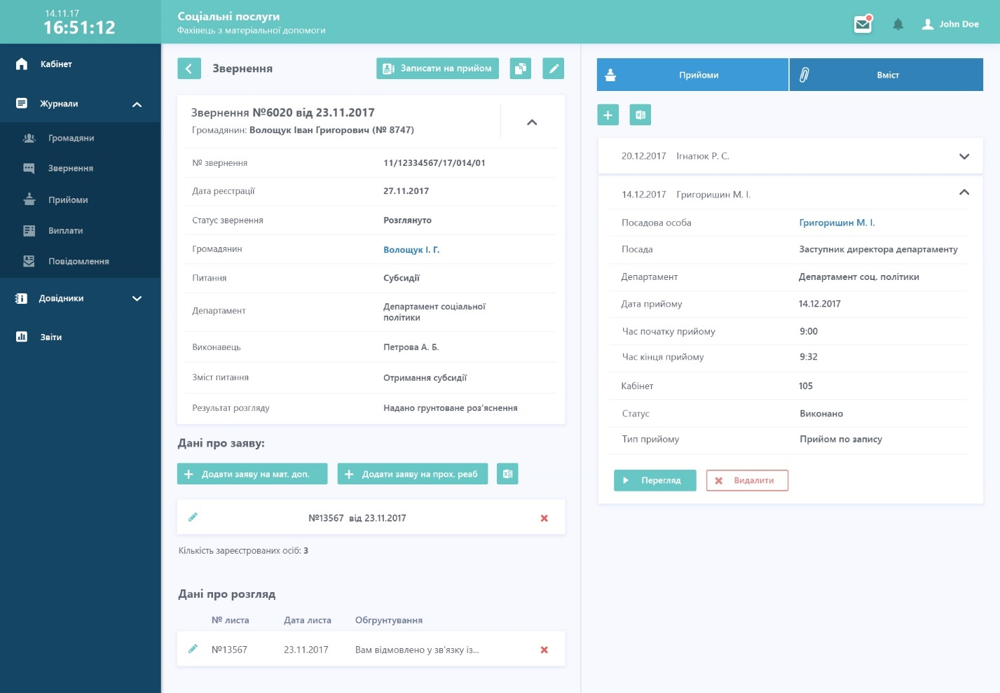 14.11.17
16:51:12
Соціальні послуги
Фахівець з матеріальної допомоги
John Doe
Кабінет
Журнали
Громадяни
Звернення
Прийоми
Виплати
Повідомлення
Довідники
Звіти
Звернення
Записати на прийом
Звернення №6020 від 23.11.2017
Громадянин: Волощук Іван Григорович (№ 8747)
№ звернення 11/12334567/17/014/01
Дата реєстрації 27.11.2017
Статус звернення Розглянуто
Громадянин Волощук І. Г.
Питання Субсидії
Департамент Департамент соціальної
політики
Виконавець Петрова А. Б.
Зміст питання Отримання субсидії
Результат розгляду Надано грунтоване роз'яснення
Дані про заяву:
Додати заяву на мат. доп.
Додати заяву на прох. реаб
№13567 від 23.11.2017
Кількість зареєстрованих осіб: 3
Дані про розгляд
№ листа Дата листа Обгрунтування
№13567 23.11.2017 Вам відмовлено у зв'язку із...
Прийоми
Вміст
20.12.2017 Ігнатюк Р. С.
14.12.2017 Григоришин М. І.
Посадова особа Григоришин М. І.
Посада Заступник директора департаменту
Департамент Департамент соц. політики
Дата прийому 14.12.2017
Час початку прийому 9:00
Час кінця прийому 9:32
Кабінет 105
Статус Виконано
Тип прийому Прийом по запису
Перегляд
Видалити